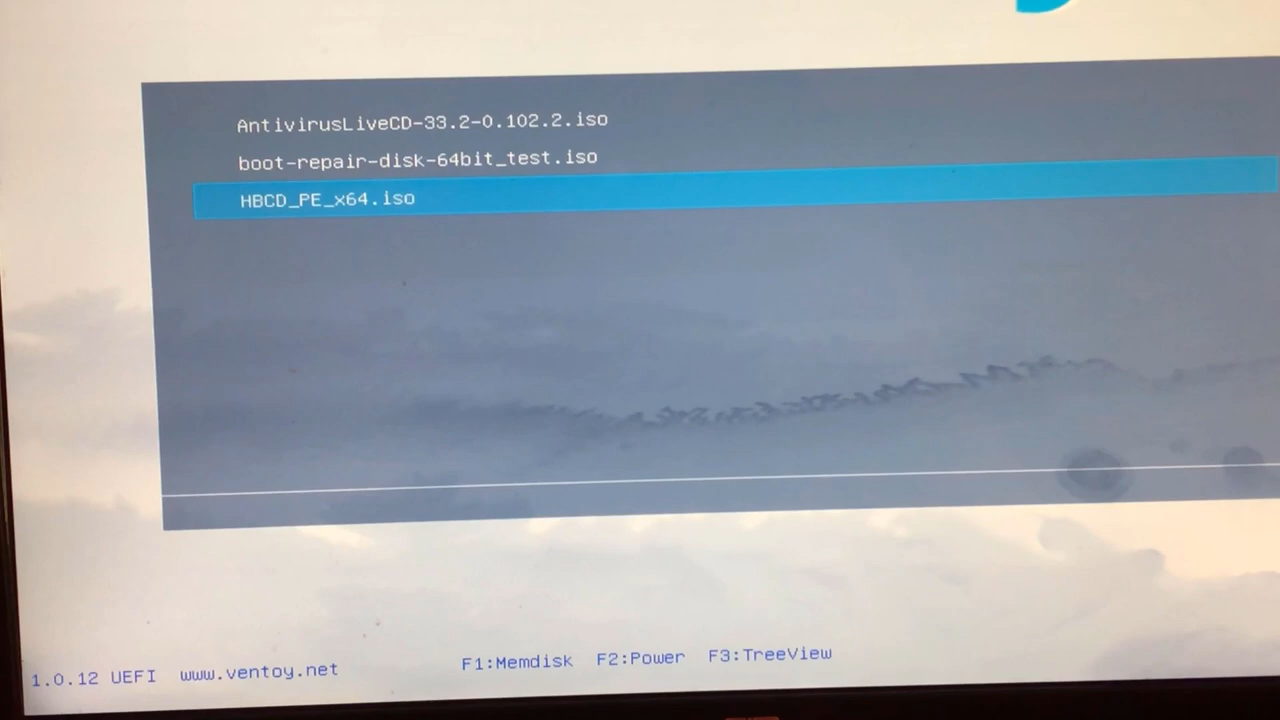 AntivirusLiveCD-33.2-0.102.2.iso
boot-repair-disk-64bit_test.iso
HBCD_PE_x64.iso
1.0.12 UEFI www.ventoy.net F1:Memdisk F2:Power F3:TreeView